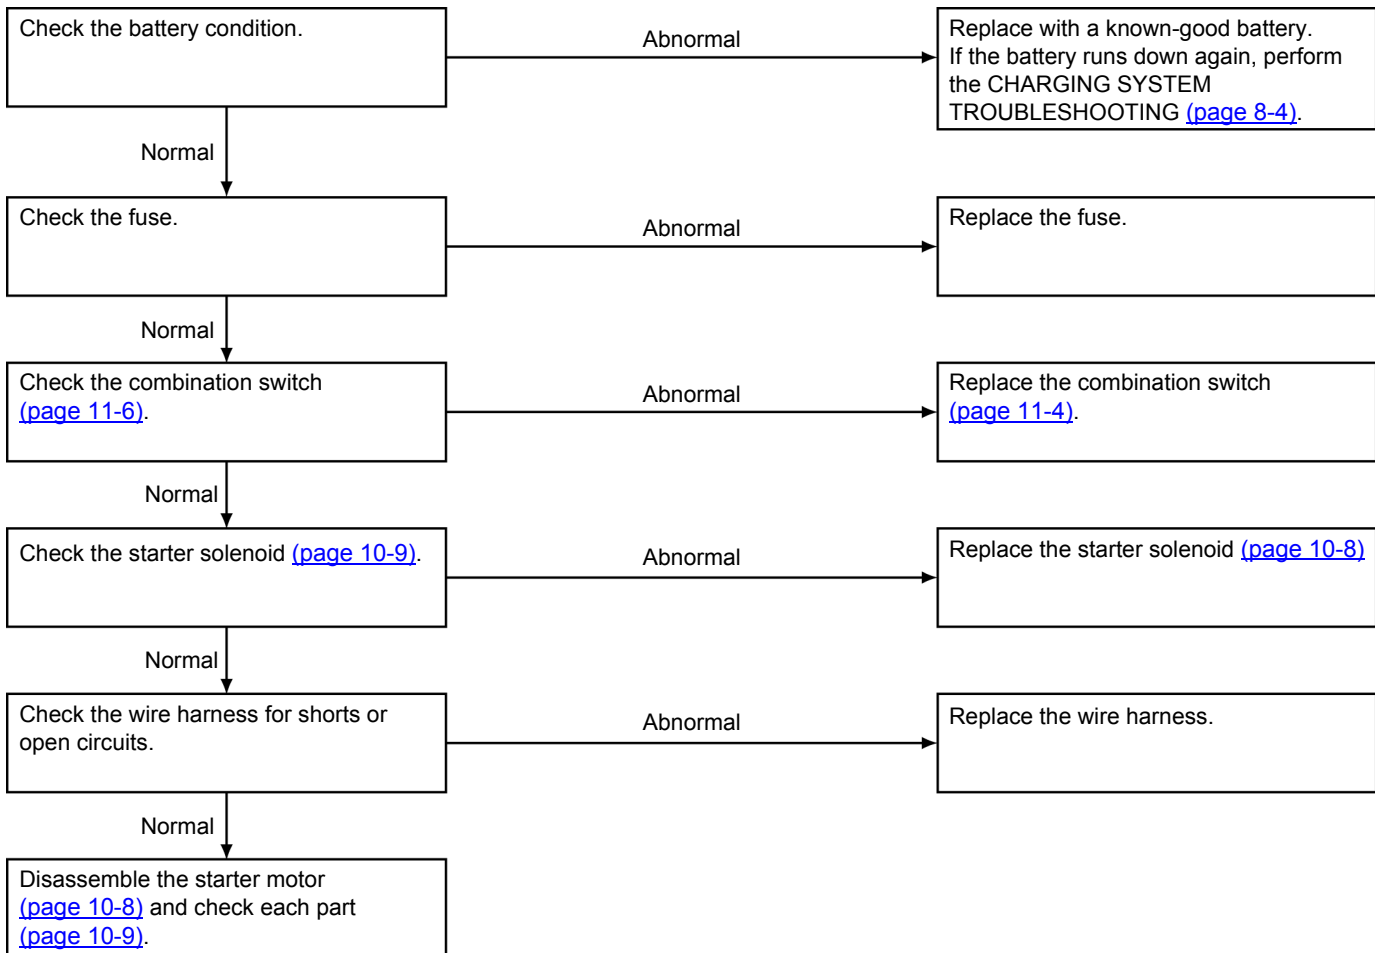 Check the battery condition.
Abnormal
Replace with a known-good battery.
If the battery runs down again, perform
the CHARGING SYSTEM
TROUBLESHOOTING (page 8-4).
Normal
Check the fuse.
Abnormal
Replace the fuse.
Normal
Check the combination switch
(page 11-6).
Abnormal
Replace the combination switch
(page 11-4).
Normal
Check the starter solenoid (page 10-9).
Abnormal
Replace the starter solenoid (page 10-8)
Normal
Check the wire harness for shorts or
open circuits.
Abnormal
Replace the wire harness.
Normal
Disassemble the starter motor
(page 10-8) and check each part
(page 10-9).